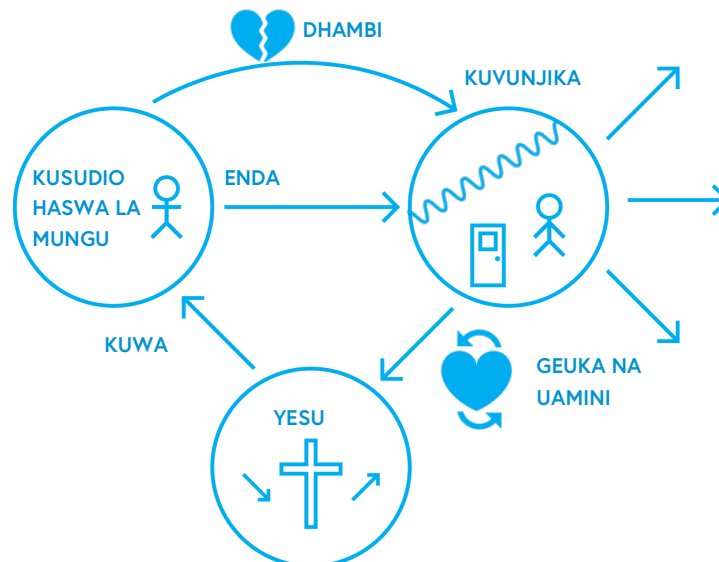 DHAMBI
KUVUNJIKA
KUSUDIO
HASWA LA
MUNGU
ENDA
KUWA
GEUKA NA
UAMINI
YESU